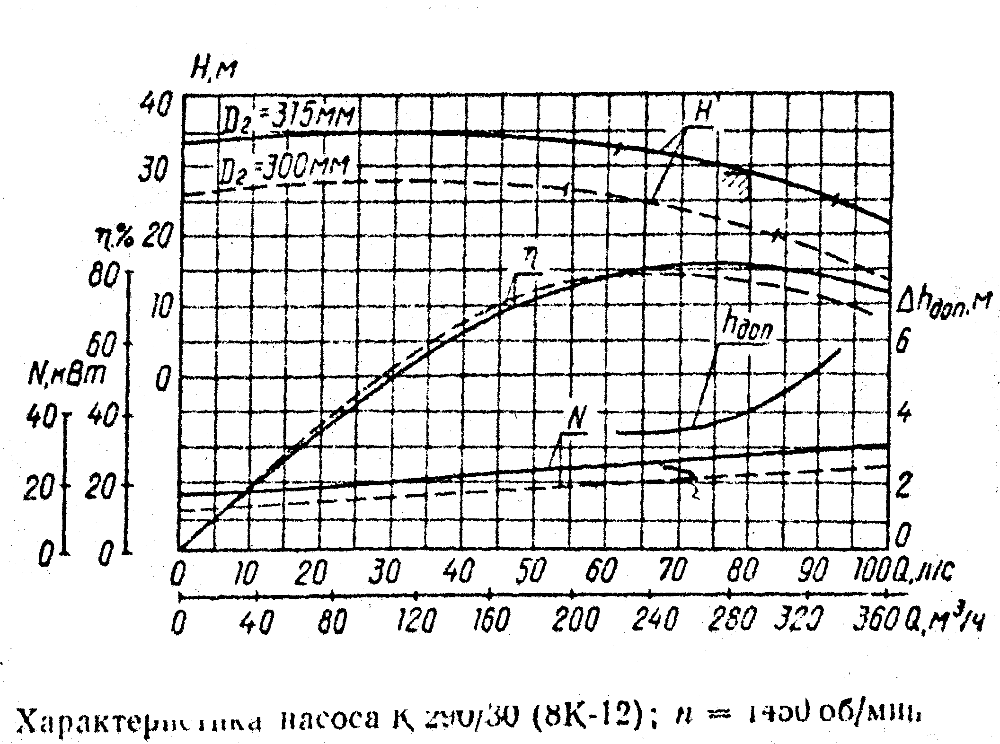 H,м
40
D₂=315мм
H
30
D₂=300мм
η.% 20
η
80
10
Δhдоп.м
hдоп
60
6
N,кВт
0
40 40
4
N
20 20
2
0 0
0
0 10 20 30 40 50 60 70 80 90 100 Q,л/с
0 40 80 120 160 200 240 280 320 360 Q,м³/ч
Характеристика насоса К 290/30 (8К-12); n = 1450 об/мин